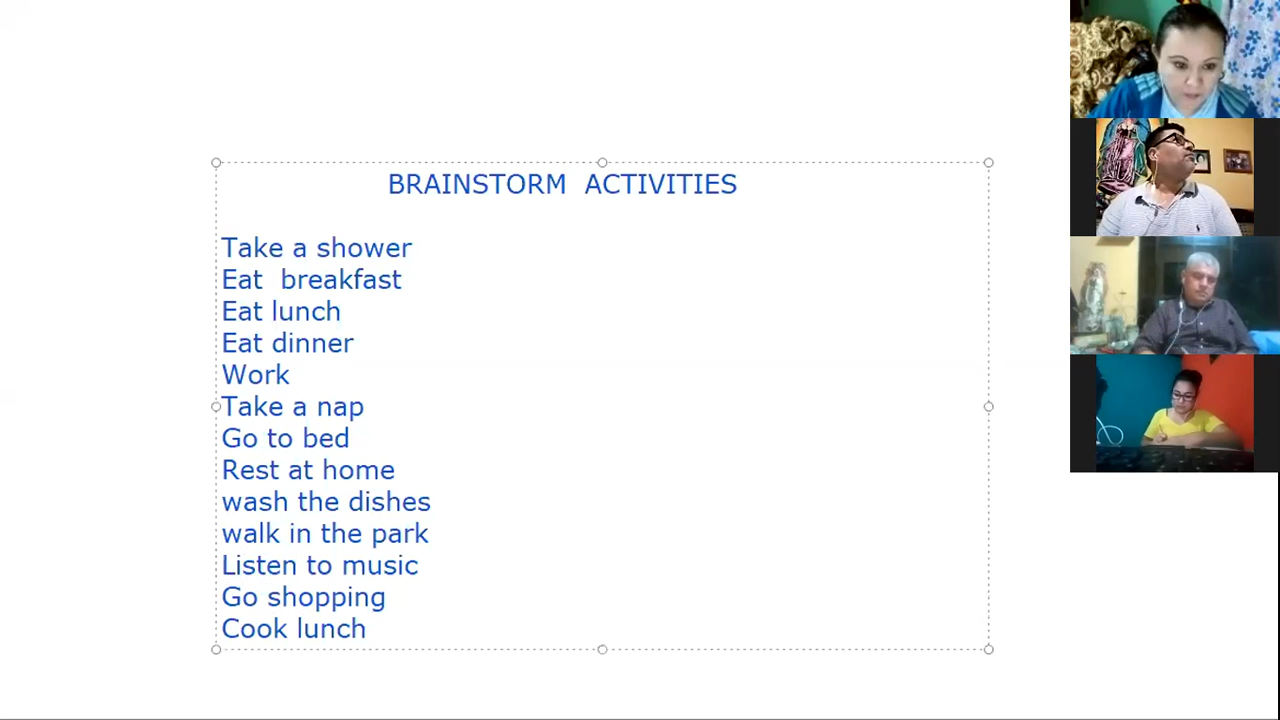 BRAINSTORM  ACTIVITIES
Take a shower
Eat  breakfast
Eat lunch
Eat dinner
Work
Take a nap
Go to bed
Rest at home
wash the dishes
walk in the park
Listen to music
Go shopping
Cook lunch